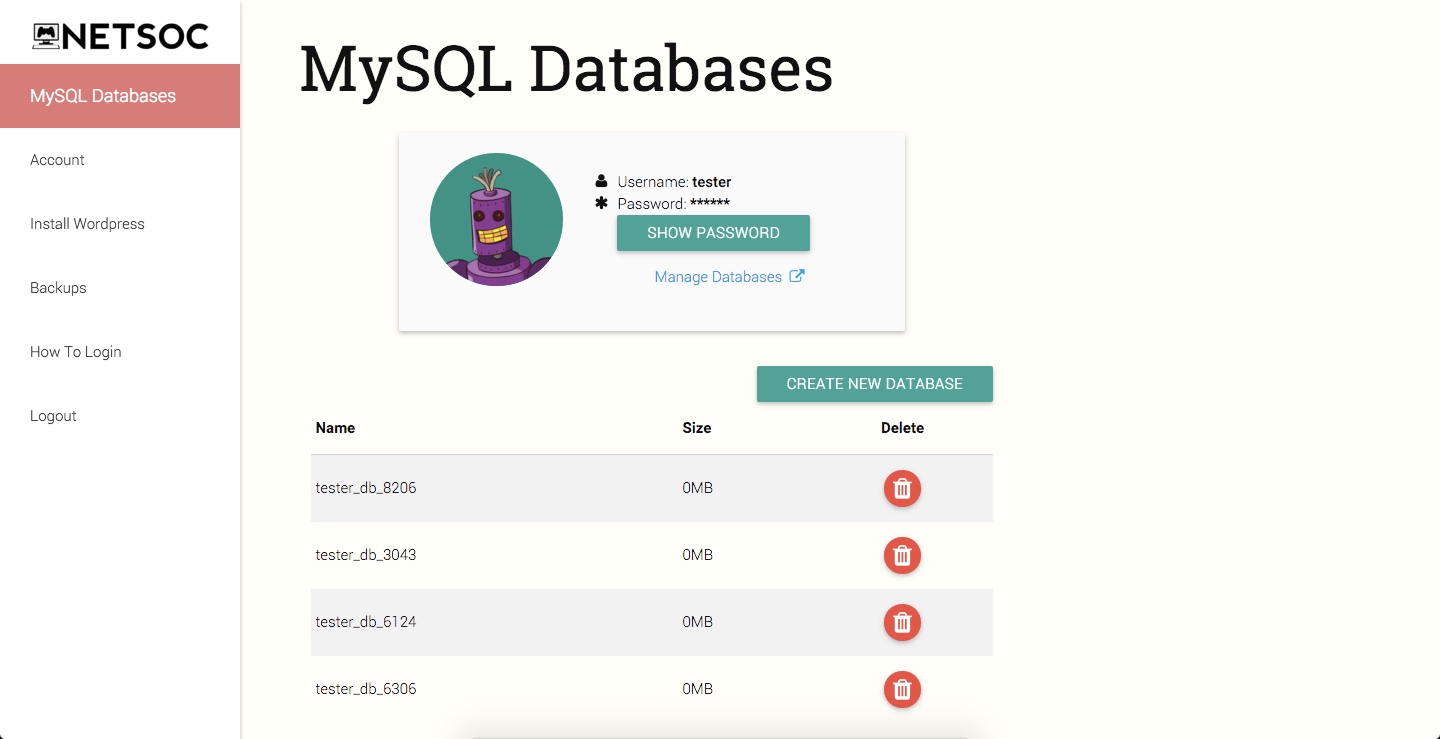 NETSOC
MySQL Databases
Account
Install Wordpress
Backups
How To Login
Logout
MySQL Databases
Username: tester
Password: ******
SHOW PASSWORD
Manage Databases
CREATE NEW DATABASE
Name Size Delete
tester_db_8206 0MB
tester_db_3043 0MB
tester_db_6124 0MB
tester_db_6306 0MB